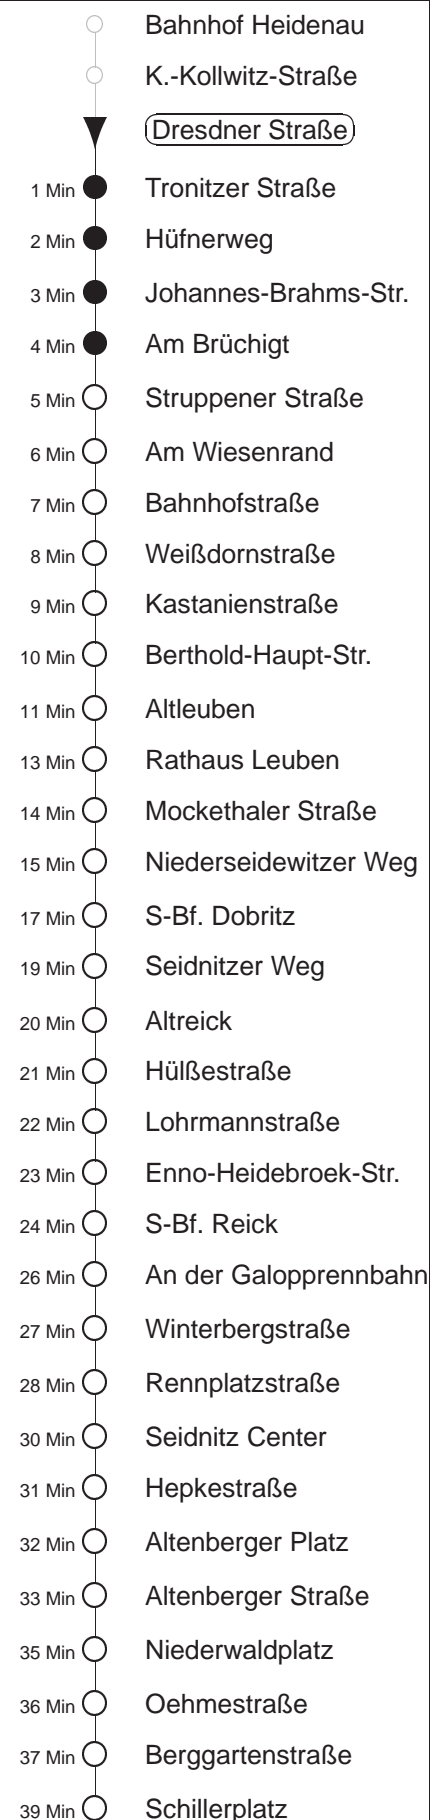 Bahnhof Heidenau
K.-Kollwitz-Straße
Dresdner Straße
1 Min Tronitzer Straße
2 Min Hüfnerweg
3 Min Johannes-Brahms-Str.
4 Min Am Brüchigt
5 Min Struppener Straße
6 Min Am Wiesenrand
7 Min Bahnhofstraße
8 Min Weißdornstraße
9 Min Kastanienstraße
10 Min Berthold-Haupt-Str.
11 Min Altleuben
13 Min Rathaus Leuben
14 Min Mockethaler Straße
15 Min Niederseidewitzer Weg
17 Min S-Bf. Dobritz
19 Min Seidnitzer Weg
20 Min Altreick
21 Min Hülßestraße
22 Min Lohrmannstraße
23 Min Enno-Heidebroek-Str.
24 Min S-Bf. Reick
26 Min An der Galopprennbahn
27 Min Winterbergstraße
28 Min Rennplatzstraße
30 Min Seidnitz Center
31 Min Hepkestraße
32 Min Altenberger Platz
33 Min Altenberger Straße
35 Min Niederwaldplatz
36 Min Oehmestraße
37 Min Berggartenstraße
39 Min Schillerplatz